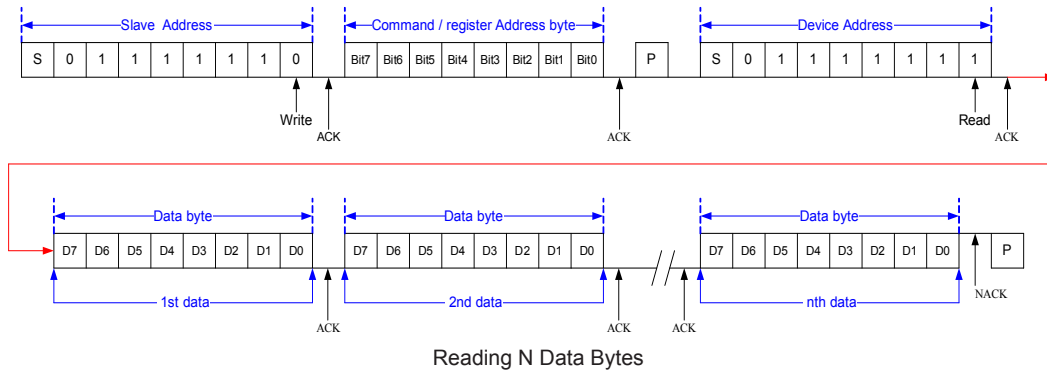 Slave Address Command / register Address byte Device Address
S 0 1 1 1 1 1 1 0 Bit7 Bit6 Bit5 Bit4 Bit3 Bit2 Bit1 Bit0 P S 0 1 1 1 1 1 1 1
Write ACK ACK Read ACK
Data byte Data byte Data byte
D7 D6 D5 D4 D3 D2 D1 D0 D7 D6 D5 D4 D3 D2 D1 D0 D7 D6 D5 D4 D3 D2 D1 D0 P
1st data 2nd data nth data NACK
ACK ACK ACK
Reading N Data Bytes